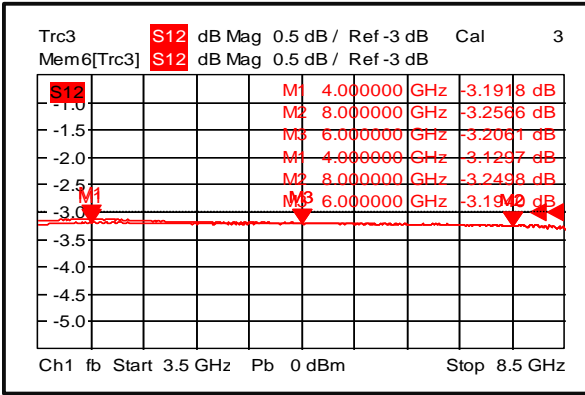 Trc3 S12 dB Mag 0.5 dB / Ref -3 dB Cal 3
Mem6[Trc3] S12 dB Mag 0.5 dB / Ref -3 dB
S12
M1 4.000000 GHz -3.1918 dB
-1.0
M2 8.000000 GHz -3.2566 dB
-1.5
M3 6.000000 GHz -3.2061 dB
M1 4.000000 GHz -3.1297 dB
-2.0
M2 8.000000 GHz -3.2498 dB
-2.5
M3 6.000000 GHz -3.1940 dB
M1 M3 M2
-3.0
-3.5
-4.0
-4.5
-5.0
Ch1 fb Start 3.5 GHz Pb 0 dBm Stop 8.5 GHz